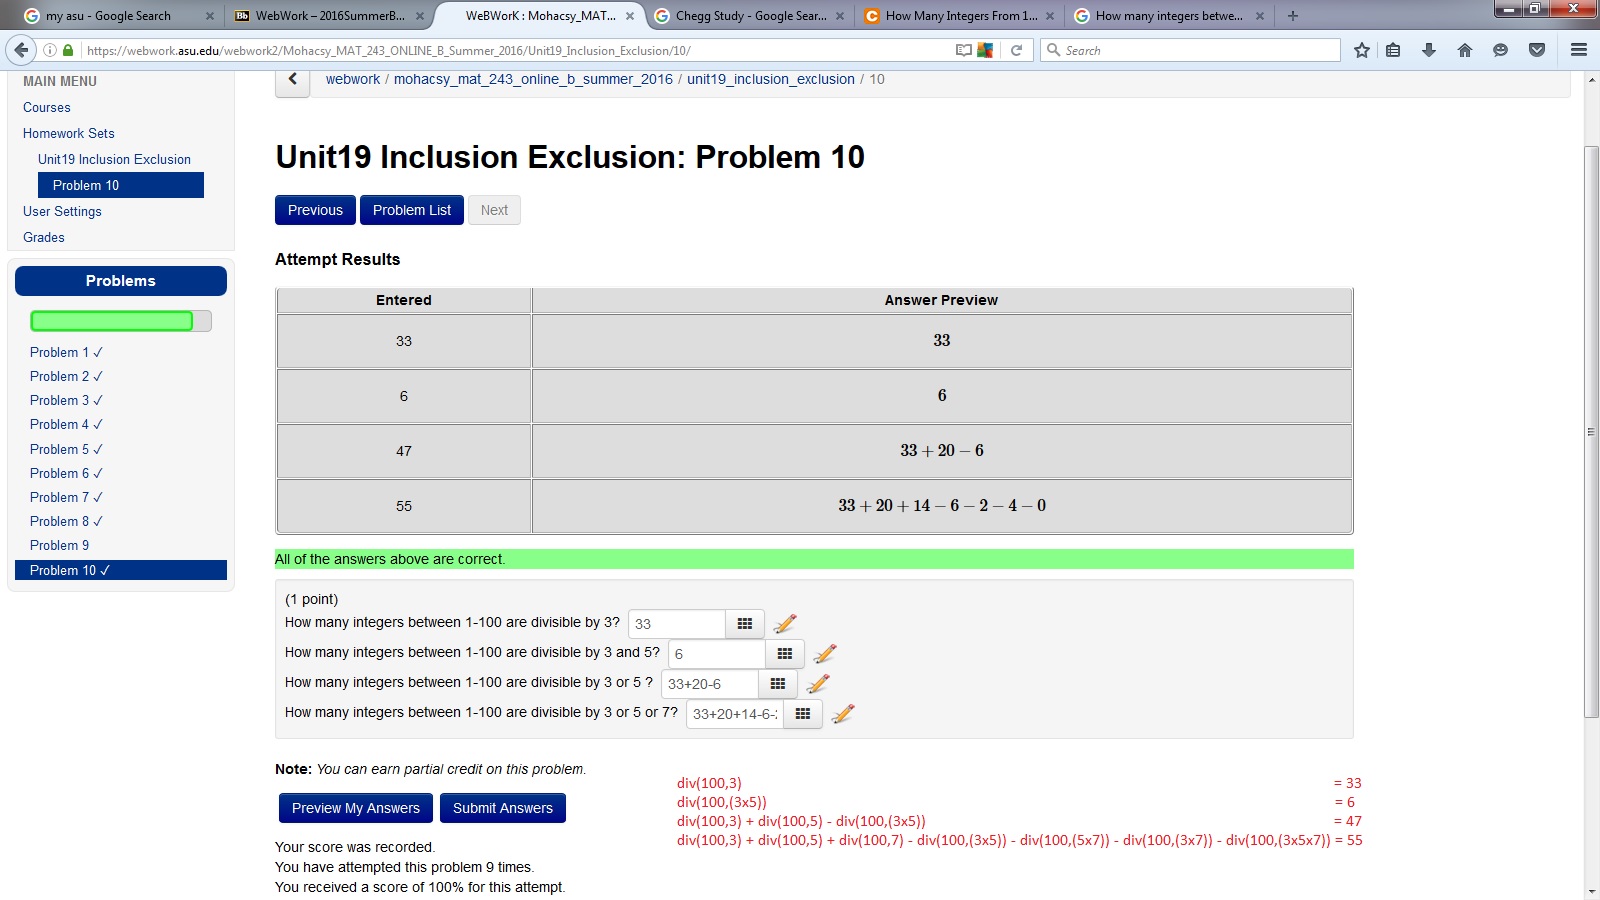 my asu - Google Search
WebWork – 2016SummerB...
WeBWorK : Mohacsy_MAT...
Chegg Study - Google Sear...
How Many Integers From 1...
How many integers betwe...
https://webwork.asu.edu/webwork2/Mohacsy_MAT_243_ONLINE_B_Summer_2016/Unit19_Inclusion_Exclusion/10/
Search
MAIN MENU
Courses
Homework Sets
Unit19 Inclusion Exclusion
Problem 10
User Settings
Grades
Problems
Problem 1 ✓
Problem 2 ✓
Problem 3 ✓
Problem 4 ✓
Problem 5 ✓
Problem 6 ✓
Problem 7 ✓
Problem 8 ✓
Problem 9
Problem 10 ✓
webwork / mohacsy_mat_243_online_b_summer_2016 / unit19_inclusion_exclusion / 10
Unit19 Inclusion Exclusion: Problem 10
Previous Problem List Next
Attempt Results
Entered Answer Preview
33 33
6 6
47 33 + 20 − 6
55 33 + 20 + 14 − 6 − 2 − 4 − 0
All of the answers above are correct.
(1 point)
How many integers between 1-100 are divisible by 3? 33
How many integers between 1-100 are divisible by 3 and 5? 6
How many integers between 1-100 are divisible by 3 or 5 ? 33+20-6
How many integers between 1-100 are divisible by 3 or 5 or 7? 33+20+14-6-2
Note: You can earn partial credit on this problem.
Preview My Answers Submit Answers
Your score was recorded.
You have attempted this problem 9 times.
You received a score of 100% for this attempt.
div(100,3) = 33
div(100,(3x5)) = 6
div(100,3) + div(100,5) - div(100,(3x5)) = 47
div(100,3) + div(100,5) + div(100,7) - div(100,(3x5)) - div(100,(5x7)) - div(100,(3x7)) - div(100,(3x5x7)) = 55